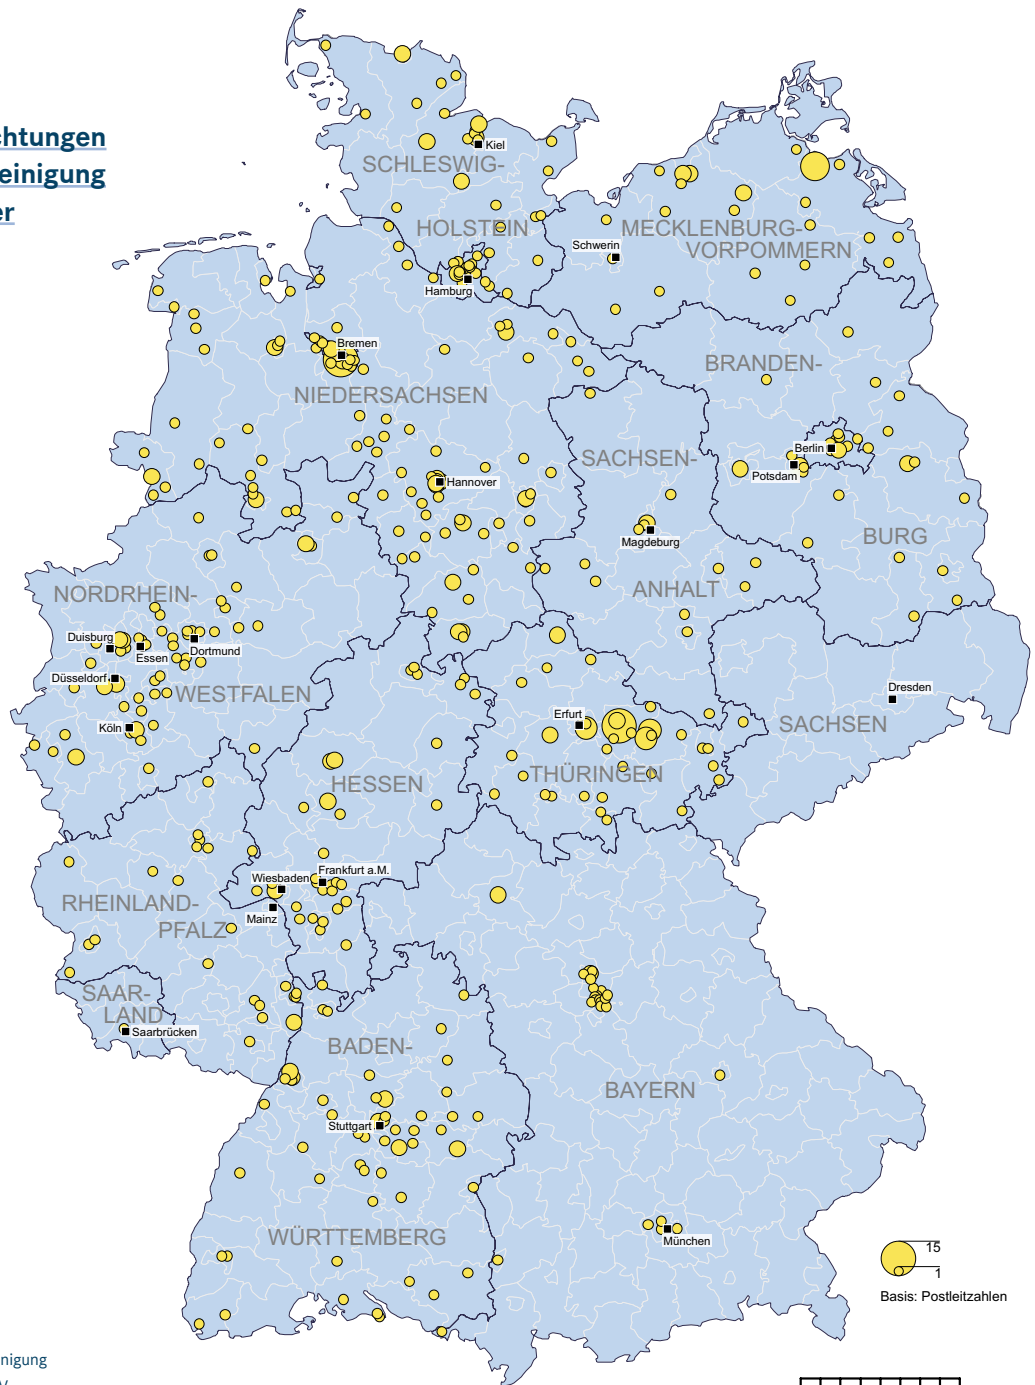 chtungen
einigung
er
Kiel
SCHLESWIG-
HOLSTEIN
MECKLENBURG-
VORPOMMERN
Schwerin
Hamburg
Bremen
NIEDERSACHSEN
BRANDEN-
BURG
Berlin
Potsdam
SACHSEN-
ANHALT
Hannover
Magdeburg
NORDRHEIN-
WESTFALEN
Duisburg
Essen
Dortmund
Düsseldorf
Köln
Dresden
SACHSEN
Erfurt
THÜRINGEN
HESSEN
Wiesbaden
Frankfurt a.M.
Mainz
RHEINLAND-
PFALZ
SAAR-
LAND
Saarbrücken
BADEN-
WÜRTTEMBERG
Stuttgart
BAYERN
München
15
1
Basis: Postleitzahlen
nigung